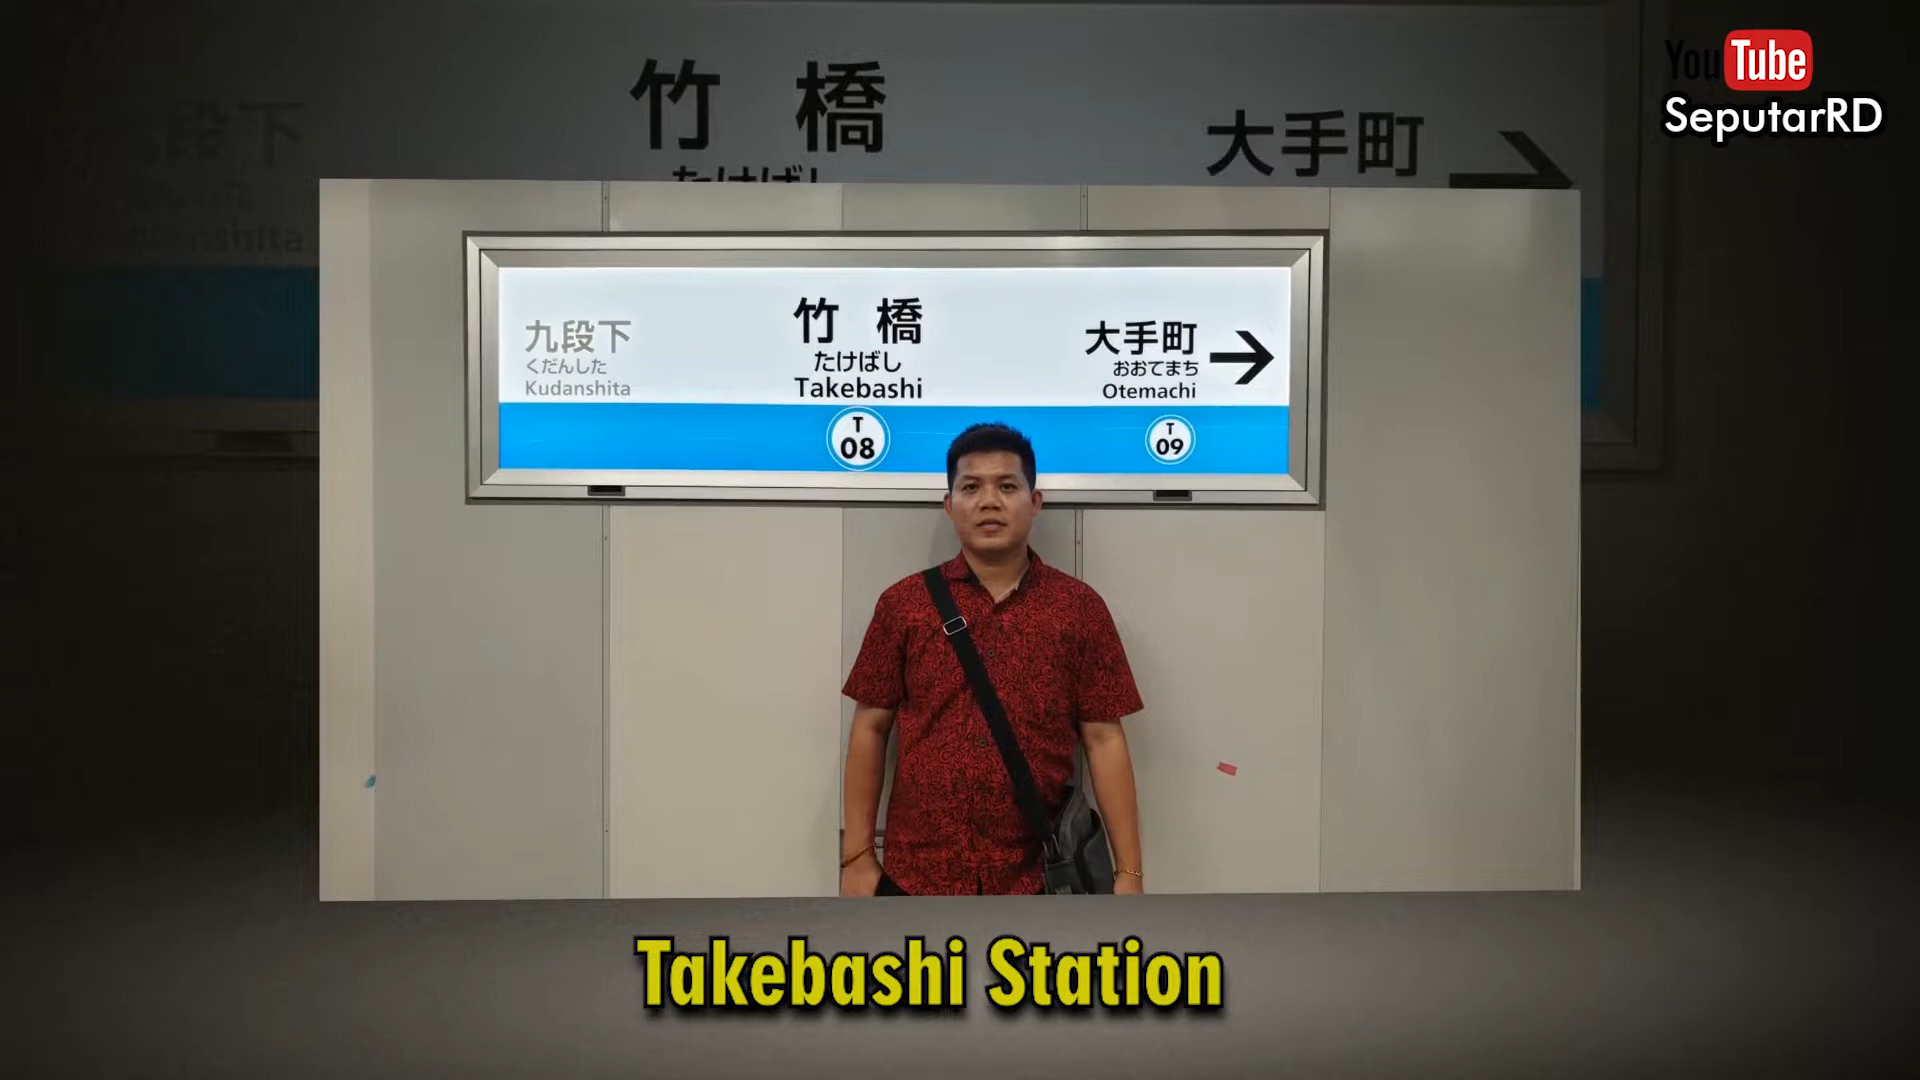 YouTube
SeputarRD
竹橋
大手町
九段下
くだんした
Kudanshita
竹橋
たけばし
Takebashi
T
08
大手町
おおてまち
Otemachi
T
09
Takebashi Station